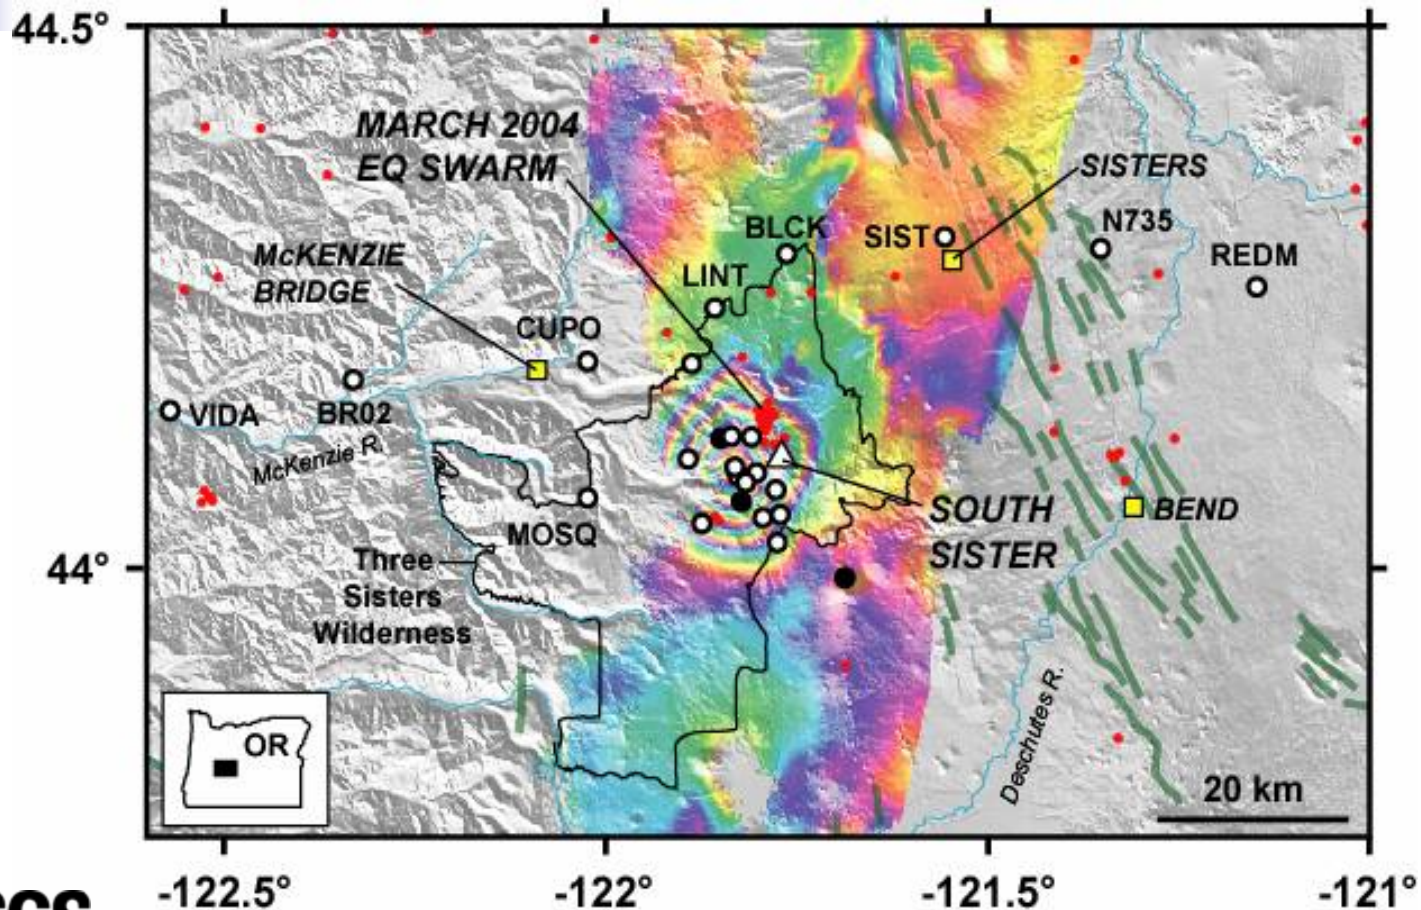 44.5°
MARCH 2004
EQ SWARM
SISTERS
BLCK
SIST
N735
McKENZIE
BRIDGE
LINT
REDM
CUPO
VIDA
BR02
McKenzie R.
MOSQ
SOUTH
SISTER
BEND
44°
Three
Sisters
Wilderness
OR
Deschutes R.
20 km
-122.5°
-122°
-121.5°
-121°